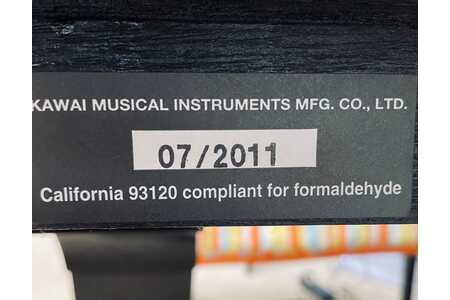 KAWAI MUSICAL INSTRUMENTS MFG. CO., LTD.
07/2011
California 93120 compliant for formaldehyde